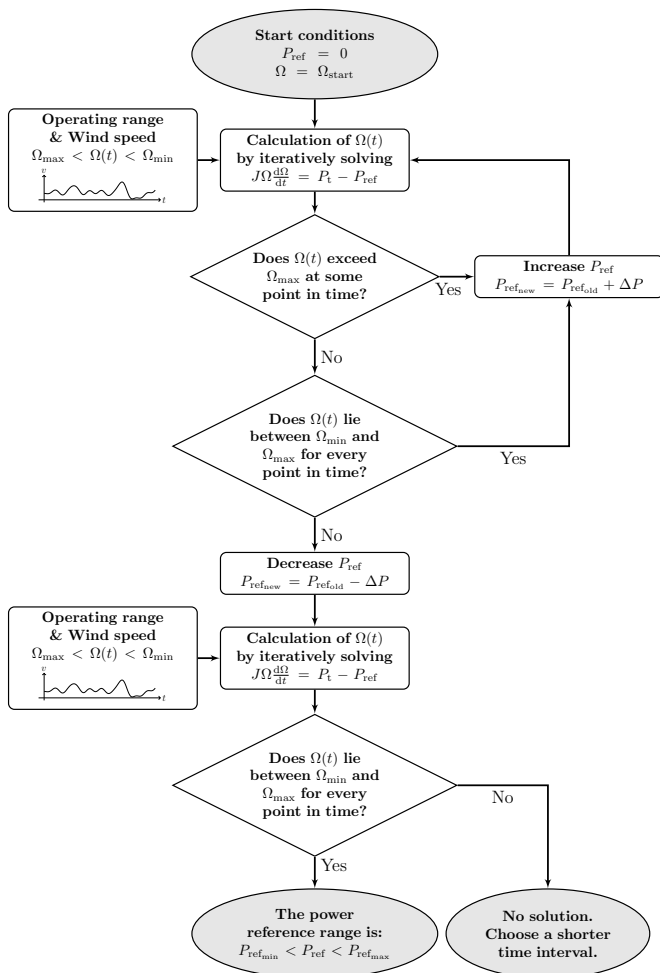 Start conditions
P_ref = 0
Ω = Ω_start
Operating range
& Wind speed
Ω_max < Ω(t) < Ω_min
v
t
Calculation of Ω(t)
by iteratively solving
JΩ dΩ/dt = P_t − P_ref
Does Ω(t) exceed
Ω_max at some
point in time?
Yes
Increase P_ref
P_ref_new = P_ref_old + ΔP
No
Does Ω(t) lie
between Ω_min and
Ω_max for every
point in time?
Yes
No
Decrease P_ref
P_ref_new = P_ref_old − ΔP
Operating range
& Wind speed
Ω_max < Ω(t) < Ω_min
v
t
Calculation of Ω(t)
by iteratively solving
JΩ dΩ/dt = P_t − P_ref
Does Ω(t) lie
between Ω_min and
Ω_max for every
point in time?
No
Yes
The power
reference range is:
P_ref_min < P_ref < P_ref_max
No solution.
Choose a shorter
time interval.